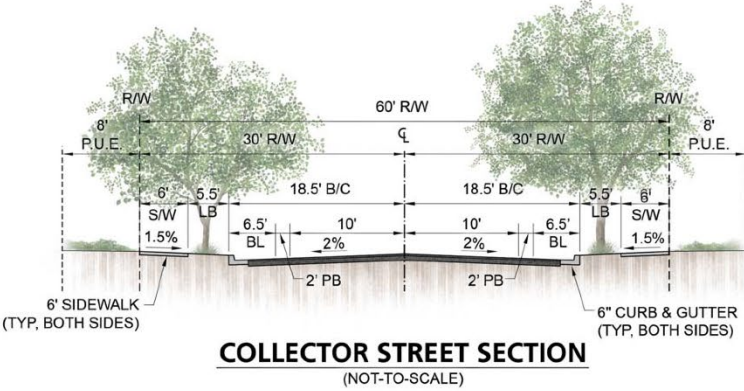 R/W
60' R/W
R/W
8'
P.U.E.
30' R/W
℄
30' R/W
8'
P.U.E.
6'
S/W
5.5'
LB
18.5' B/C
18.5' B/C
5.5'
LB
6'
S/W
1.5%
6.5'
BL
10'
2%
10'
2%
6.5'
BL
1.5%
2' PB
2' PB
6' SIDEWALK
(TYP, BOTH SIDES)
6" CURB & GUTTER
(TYP, BOTH SIDES)
COLLECTOR STREET SECTION
(NOT-TO-SCALE)